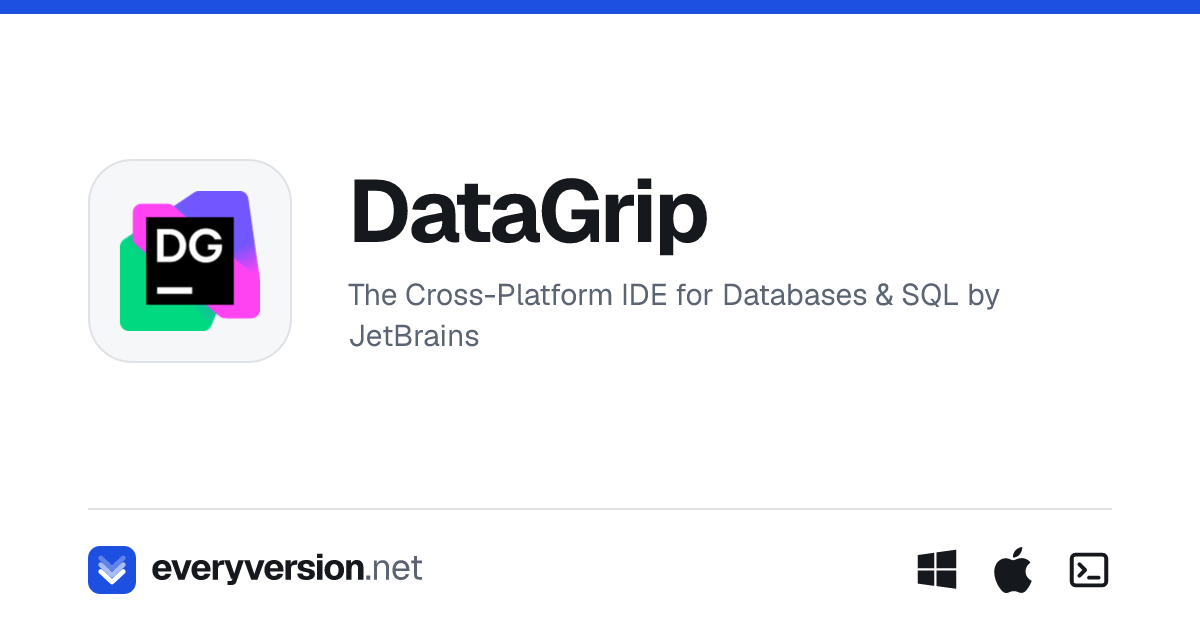 DG
DataGrip
The Cross-Platform IDE for Databases & SQL by
JetBrains
everyversion.net